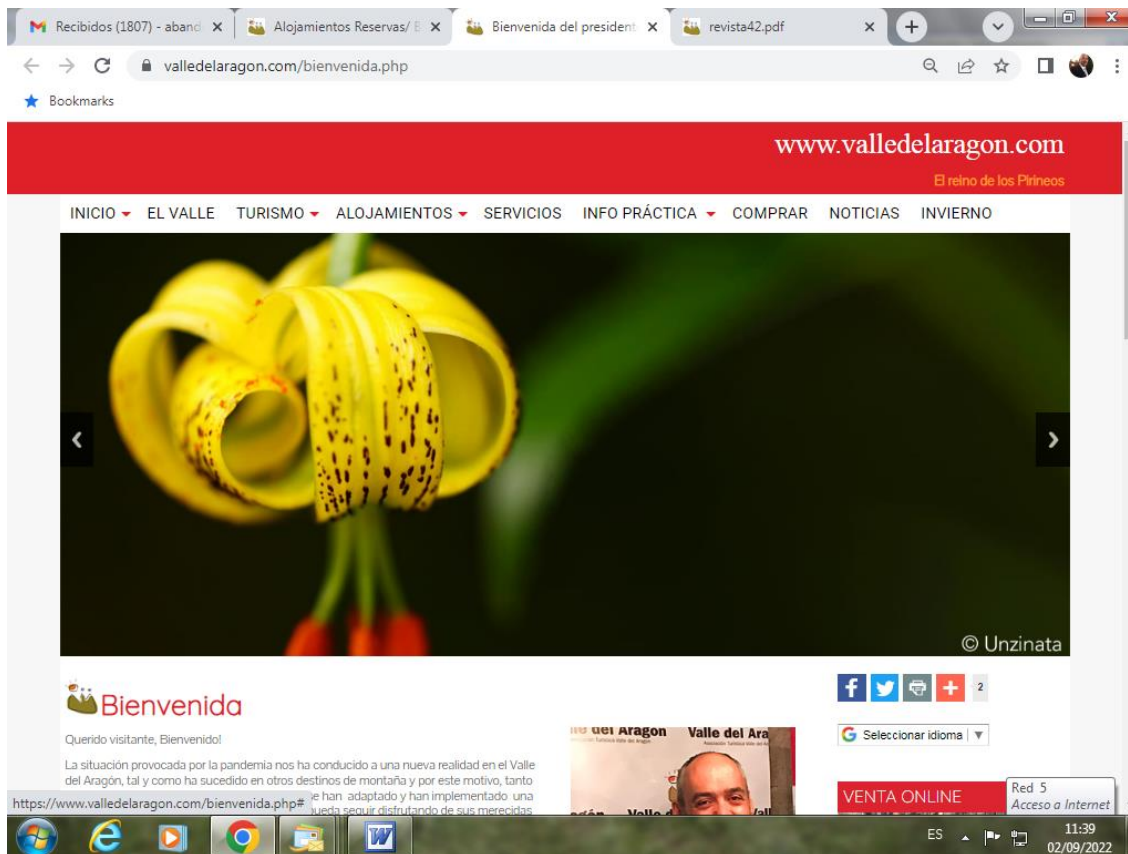 Recibidos (1807) - aband
Alojamientos Reservas/ E
Bienvenida del president
revista42.pdf
valledelaragon.com/bienvenida.php
Bookmarks
www.valledelaragon.com
El reino de los Pirineos
INICIO EL VALLE TURISMO ALOJAMIENTOS SERVICIOS INFO PRÁCTICA COMPRAR NOTICIAS INVIERNO
© Unzinata
Bienvenida
2
Querido visitante, Bienvenido!
Seleccionar idioma
La situación provocada por la pandemia nos ha conducido a una nueva realidad en el Valle
del Aragón, tal y como ha sucedido en otros destinos de montaña y por este motivo, tanto
se han adaptado y han implementado una
pueda seguir disfrutando de sus merecidas
del Aragón Valle del Ara
VENTA ONLINE
https://www.valledelaragon.com/bienvenida.php#
Red 5
Acceso a Internet
ES
11:39
02/09/2022